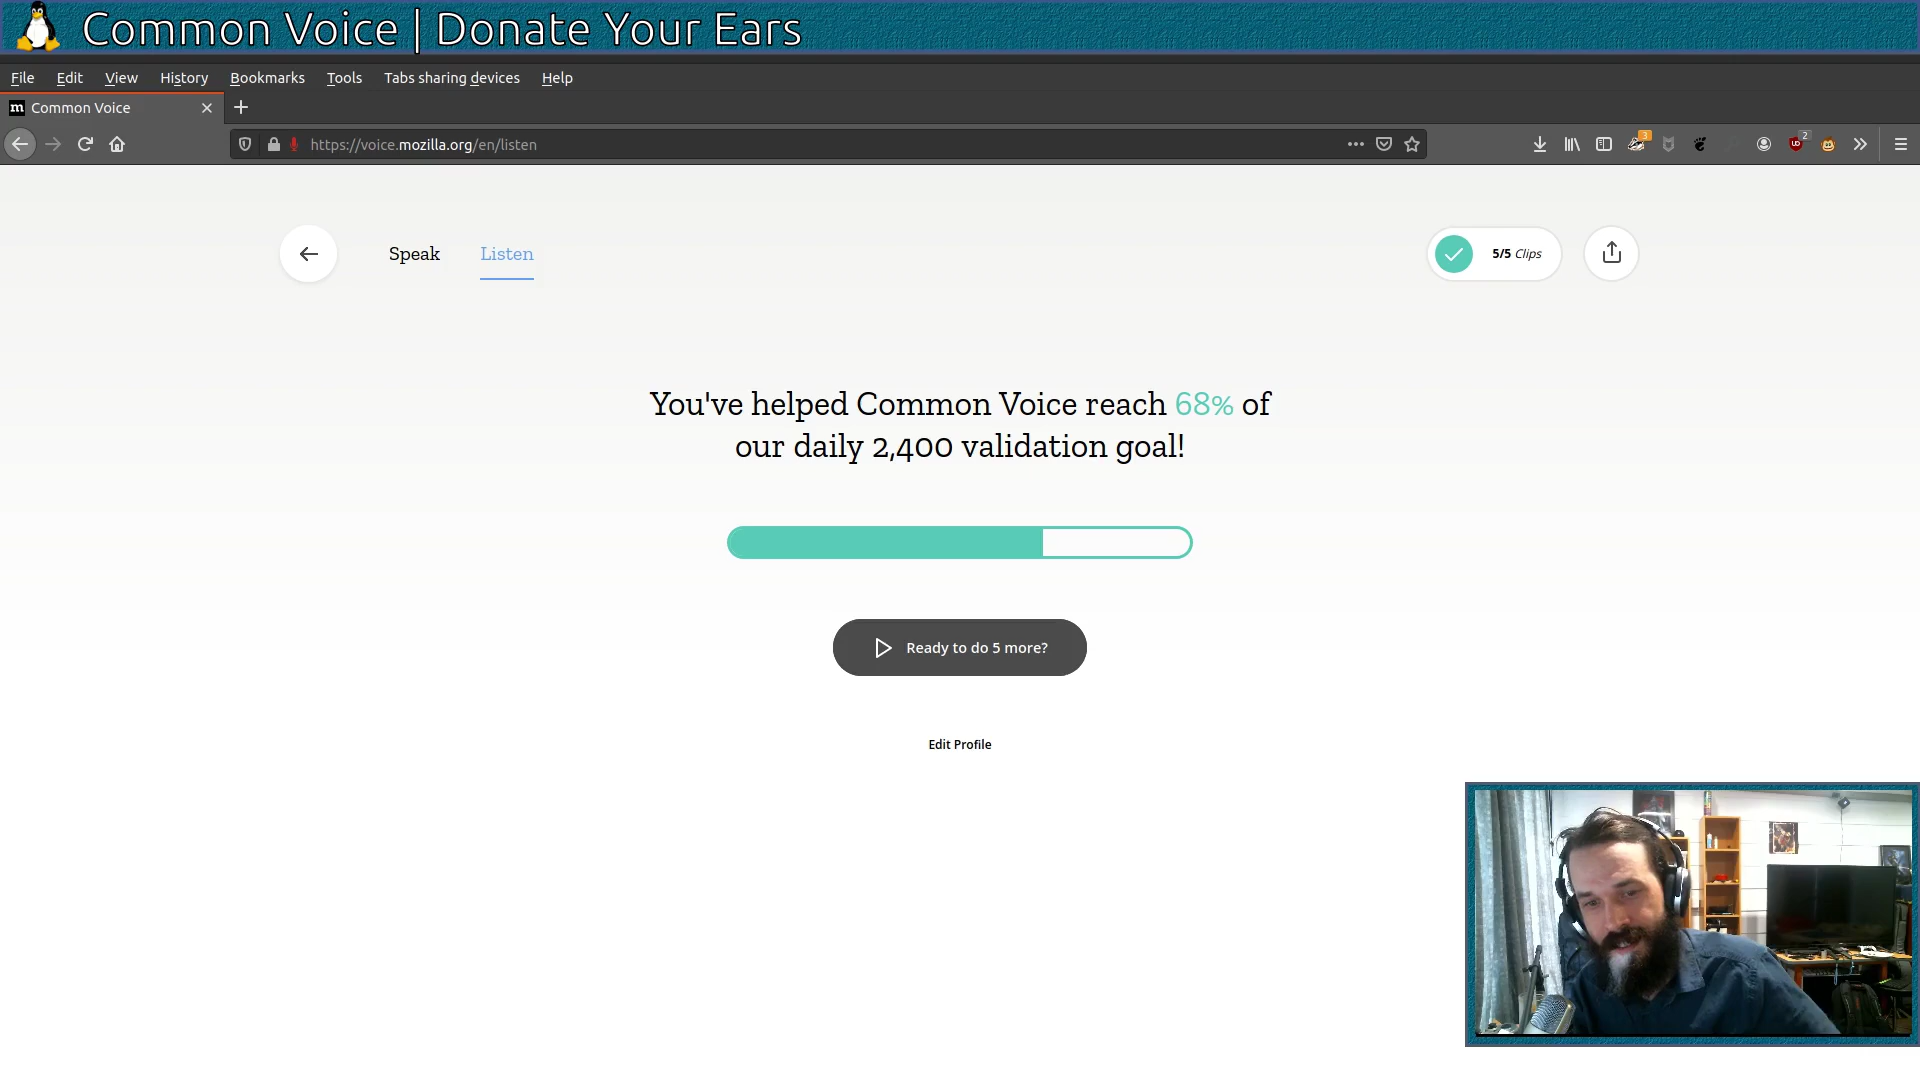 Common Voice | Donate Your Ears
File Edit View History Bookmarks Tools Tabs sharing devices Help
m Common Voice
https://voice.mozilla.org/en/listen
3
2
Speak Listen
5/5 Clips
You've helped Common Voice reach 68% of
our daily 2,400 validation goal!
Ready to do 5 more?
Edit Profile